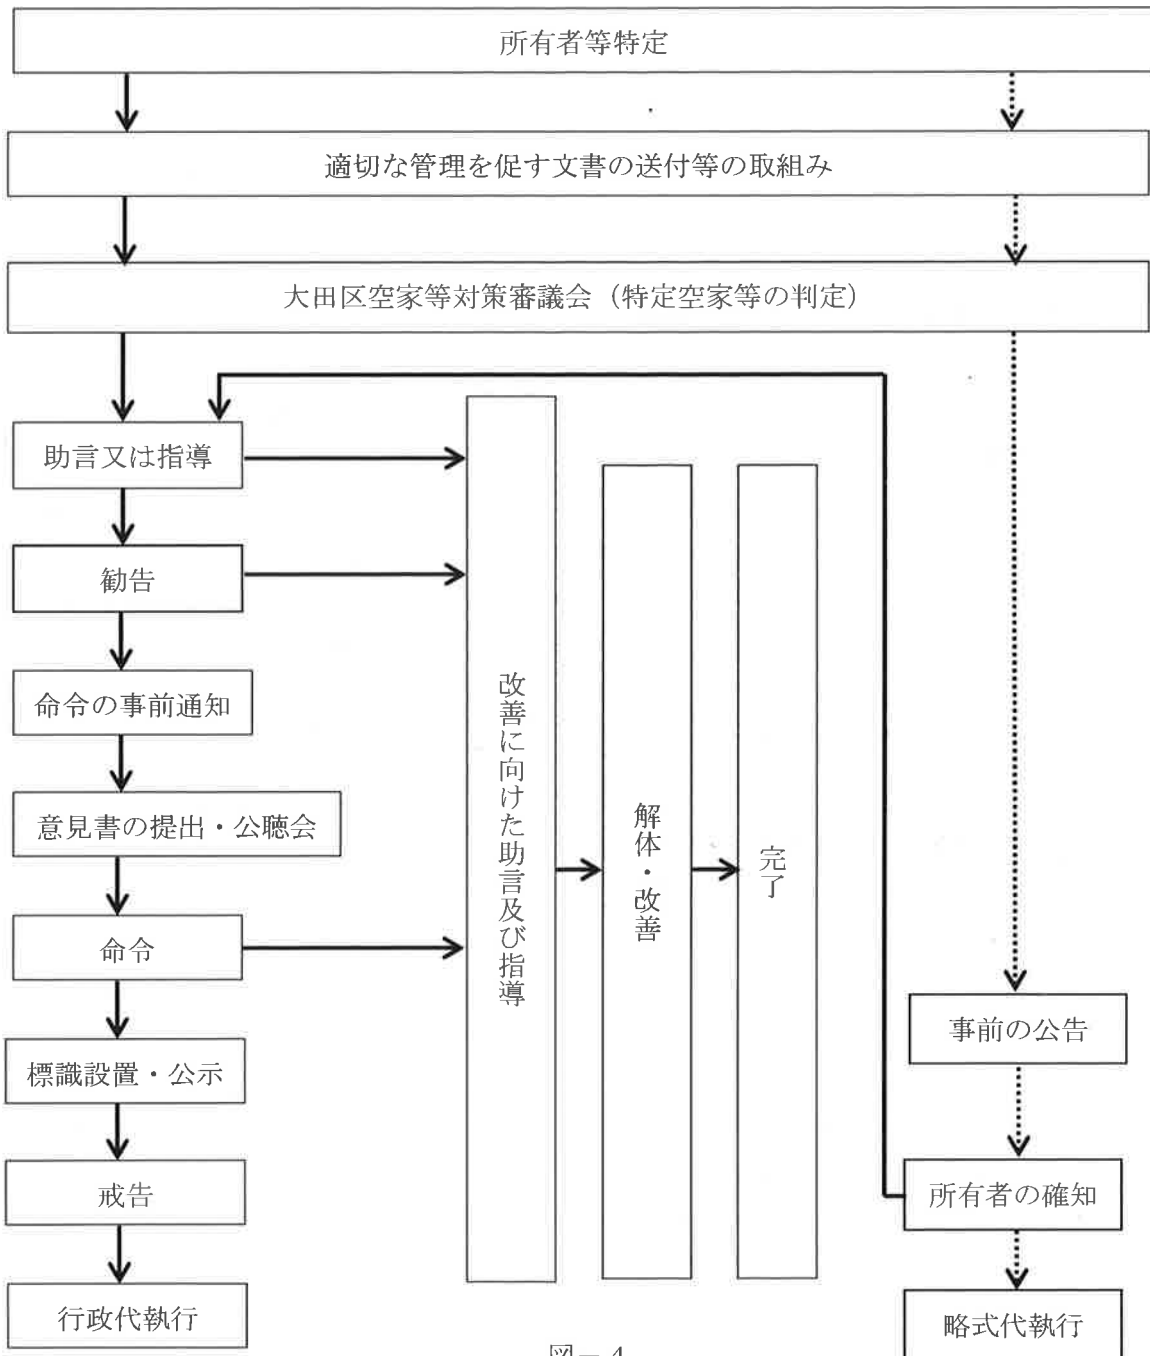 所有者等特定
適切な管理を促す文書の送付等の取組み
大田区空家等対策審議会（特定空家等の判定）
助言又は指導
勧告
命令の事前通知
意見書の提出・公聴会
命令
標識設置・公示
戒告
行政代執行
改善に向けた助言及び指導
解体・改善
完了
事前の公告
所有者の確知
略式代執行
図－4